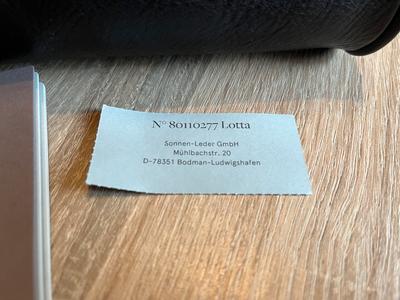 N° 80110277 Lotta
Sonnen-Leder GmbH
Mühlbachstr. 20
D-78351 Bodman-Ludwigshafen